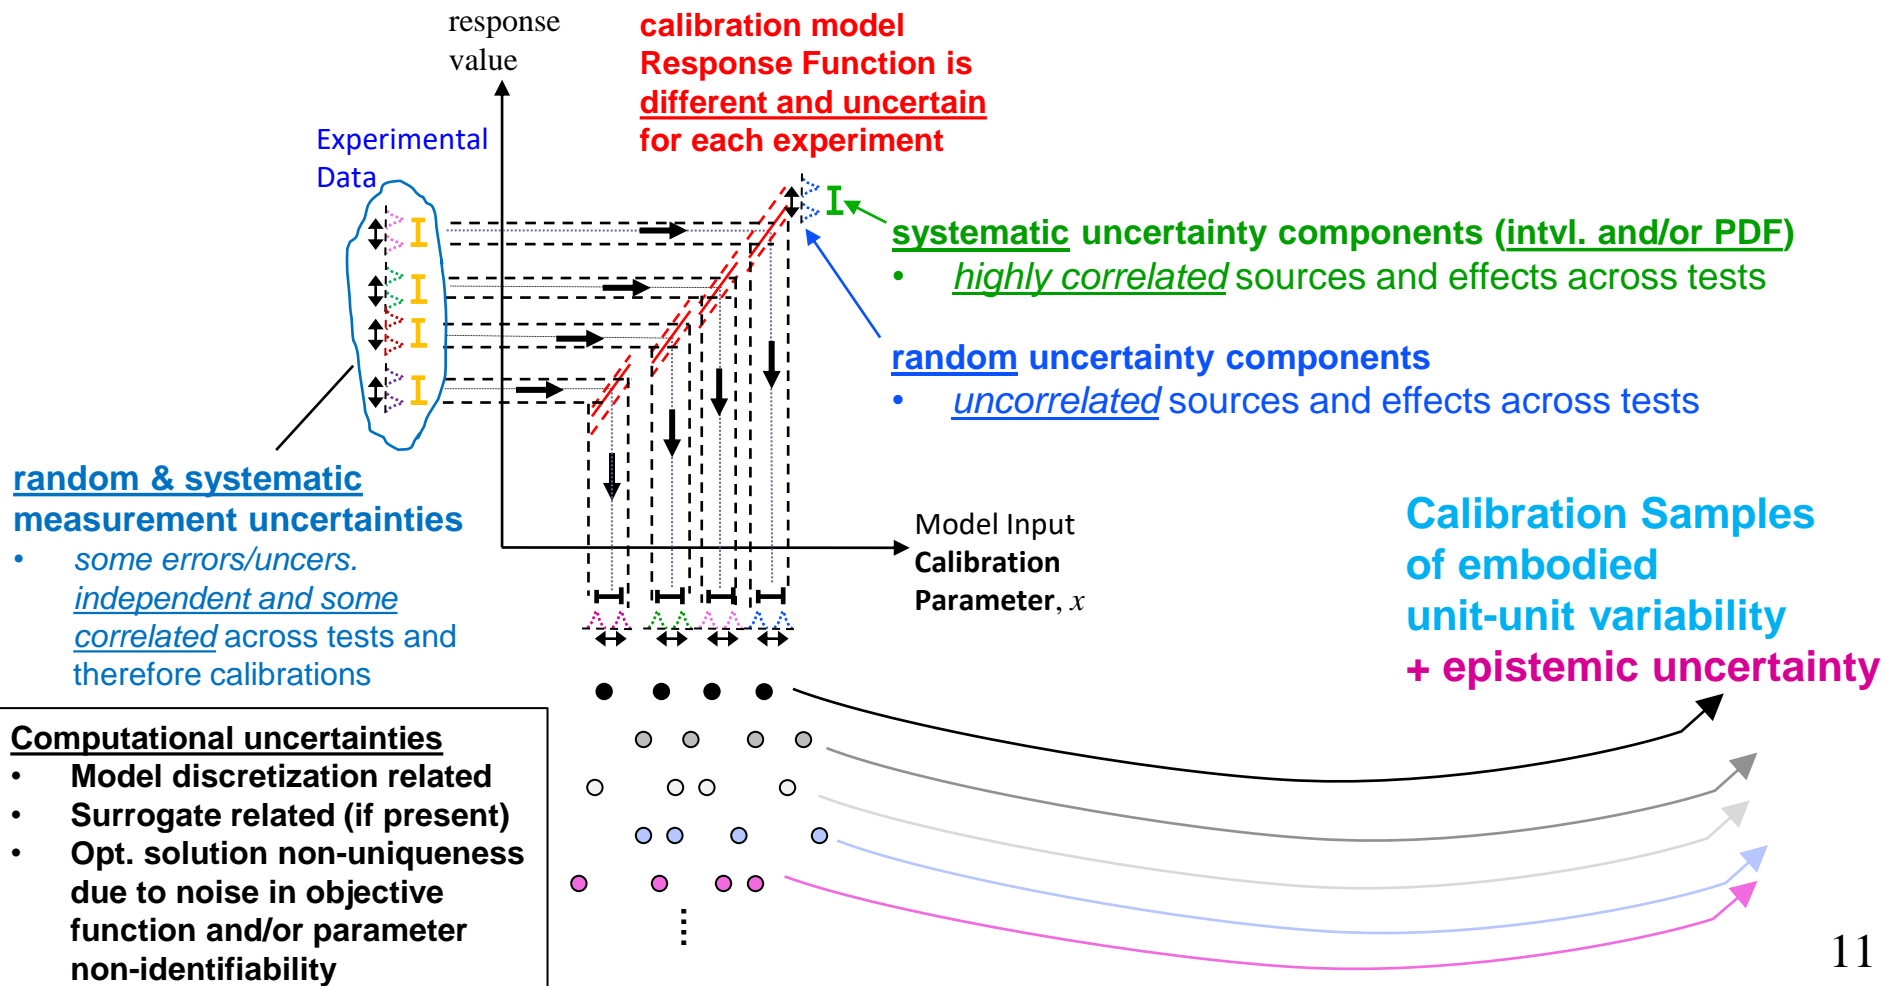 response
value
calibration model
Response Function is
different and uncertain
for each experiment
Experimental
Data
systematic uncertainty components (intvl. and/or PDF)
• highly correlated sources and effects across tests
random uncertainty components
• uncorrelated sources and effects across tests
random & systematic
measurement uncertainties
• some errors/uncers.
independent and some
correlated across tests and
therefore calibrations
Model Input
Calibration
Parameter, x
Calibration Samples
of embodied
unit-unit variability
+ epistemic uncertainty
Computational uncertainties
• Model discretization related
• Surrogate related (if present)
• Opt. solution non-uniqueness
due to noise in objective
function and/or parameter
non-identifiability
11